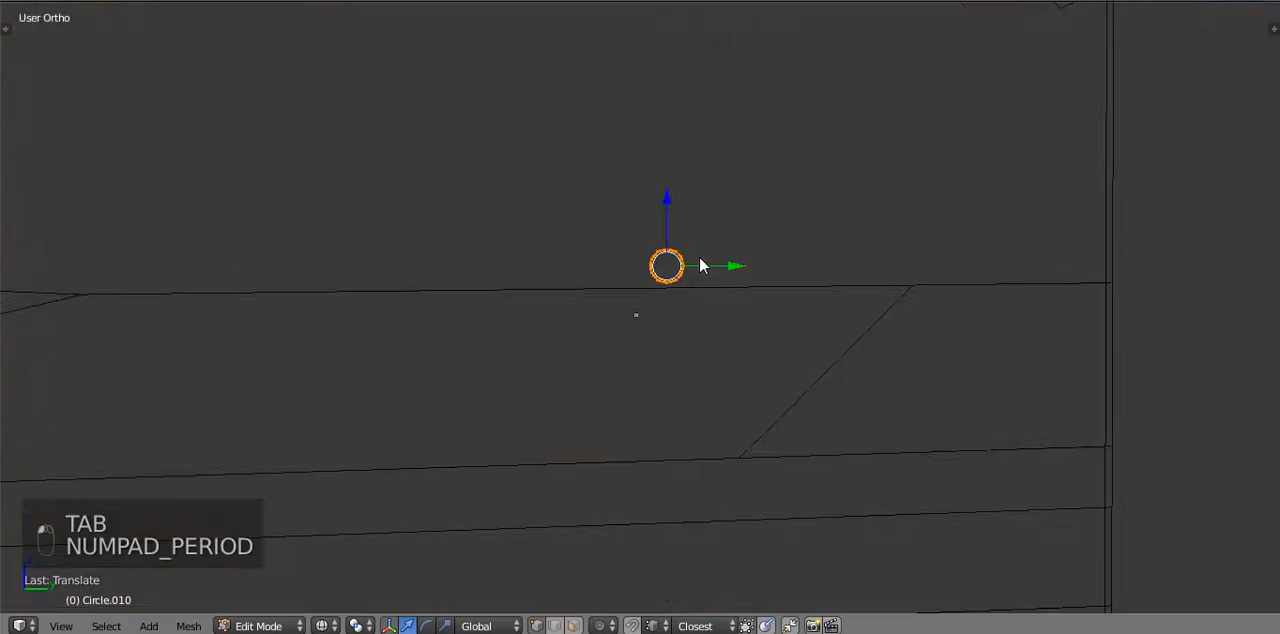 User Ortho
TAB
NUMPAD_PERIOD
Last: Translate
(0) Circle.010
View Select Add Mesh Edit Mode Global Closest